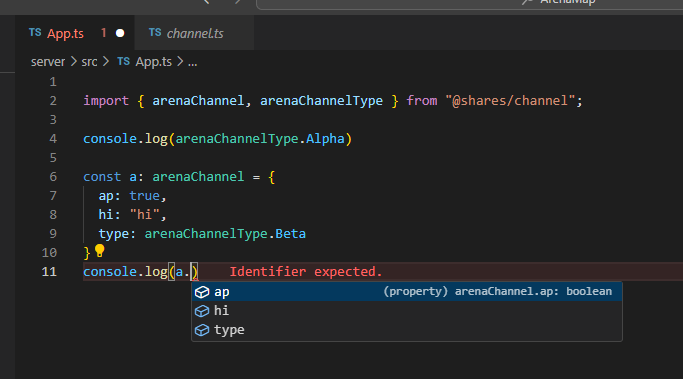 ArenaMap
TS App.ts 1
TS channel.ts
server > src > TS App.ts > ...
1
2 import { arenaChannel, arenaChannelType } from "@shares/channel";
3
4 console.log(arenaChannelType.Alpha)
5
6 const a: arenaChannel = {
7 ap: true,
8 hi: "hi",
9 type: arenaChannelType.Beta
10 }
11 console.log(a.) Identifier expected.
ap (property) arenaChannel.ap: boolean
hi
type